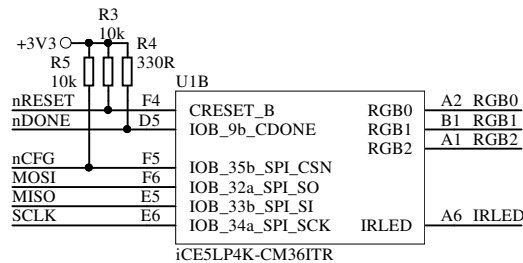 R3
10k
+3V3
R4
R5
330R
10k
U1B
nRESET F4 CRESET_B RGB0 A2 RGB0
nDONE D5 IOB_9b_CDONE RGB1 B1 RGB1
RGB2 A1 RGB2
nCFG F5 IOB_35b_SPI_CSN
MOSI F6 IOB_32a_SPI_SO
MISO E5 IOB_33b_SPI_SI
SCLK E6 IOB_34a_SPI_SCK IRLED A6 IRLED
iCE5LP4K-CM36ITR